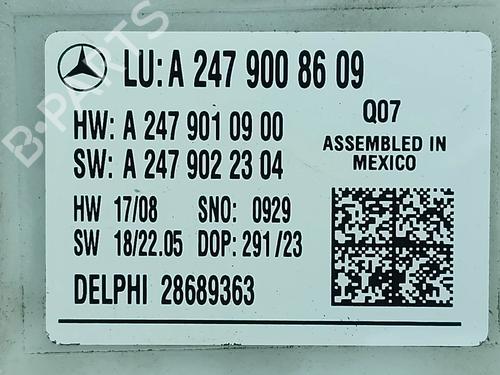 LU: A 247 900 86 09
HW: A 247 901 09 00
SW: A 247 902 23 04
Q07
ASSEMBLED IN
MEXICO
HW 17/08 SNO: 0929
SW 18/22.05 DOP: 291/23
DELPHI 28689363
B-PARTS